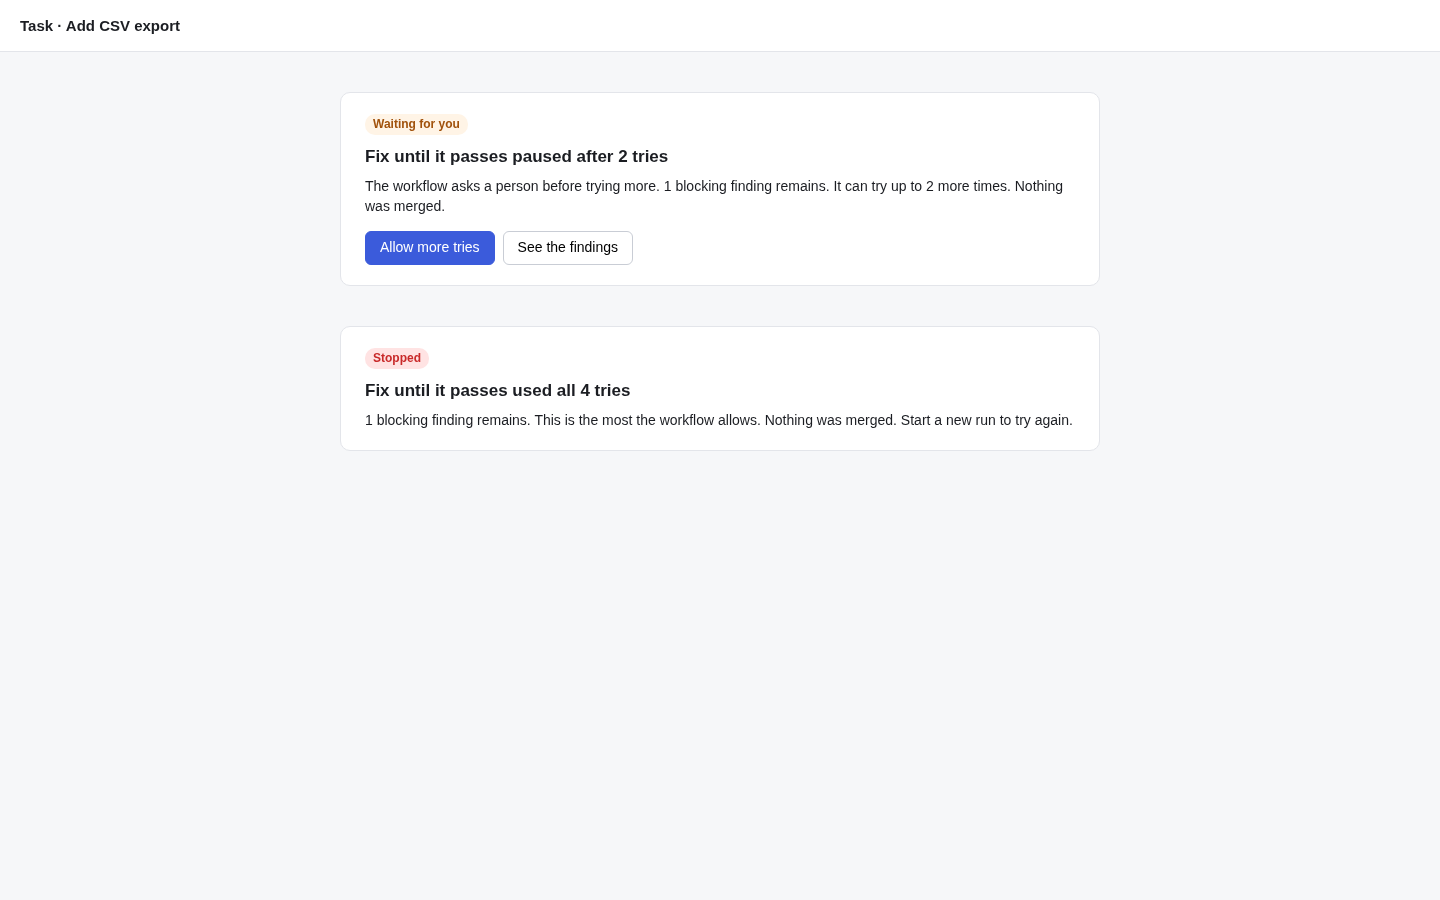 Task · Add CSV export
Waiting for you
Fix until it passes paused after 2 tries
The workflow asks a person before trying more. 1 blocking finding remains. It can try up to 2 more times. Nothing
was merged.
Allow more tries
See the findings
Stopped
Fix until it passes used all 4 tries
1 blocking finding remains. This is the most the workflow allows. Nothing was merged. Start a new run to try again.